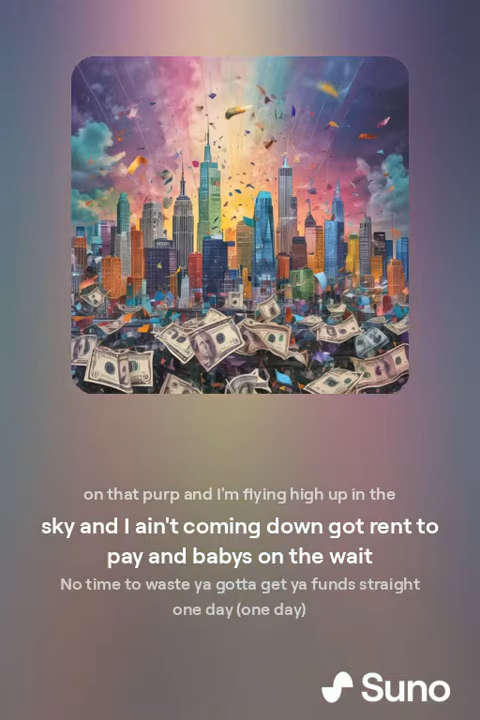 on that purp and I'm flying high up in the
sky and I ain't coming down got rent to
pay and babys on the wait
No time to waste ya gotta get ya funds straight
one day (one day)
Suno